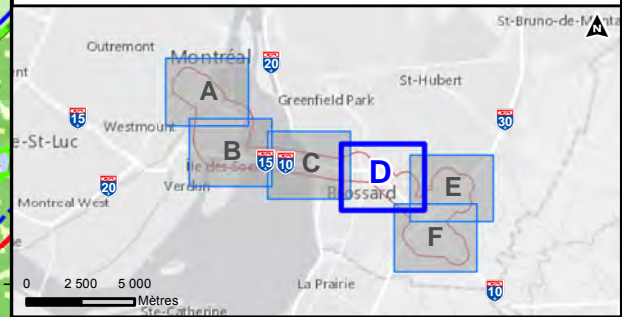 St-Bruno-de-Monta
N
Outremont
Montréal
20
St-Hubert
A
Greenfield Park
15
30
Westmount
e-St-Luc
B
15
10
C
D
E
Île des Soe
20
Verdun
Brossard
Montreal West
F
0 2 500 5 000
La Prairie
10
Mètres
Ste-Catherine